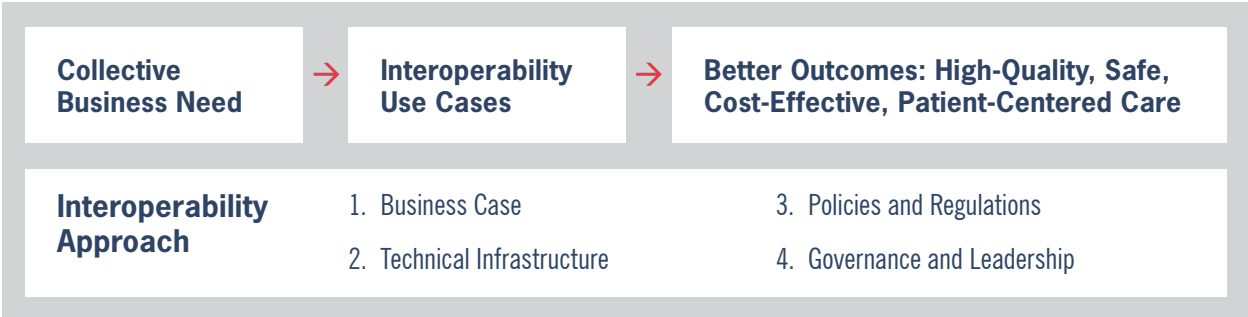 Collective
Business Need
→
Interoperability
Use Cases
→
Better Outcomes: High-Quality, Safe,
Cost-Effective, Patient-Centered Care
Interoperability
Approach
1. Business Case
2. Technical Infrastructure
3. Policies and Regulations
4. Governance and Leadership